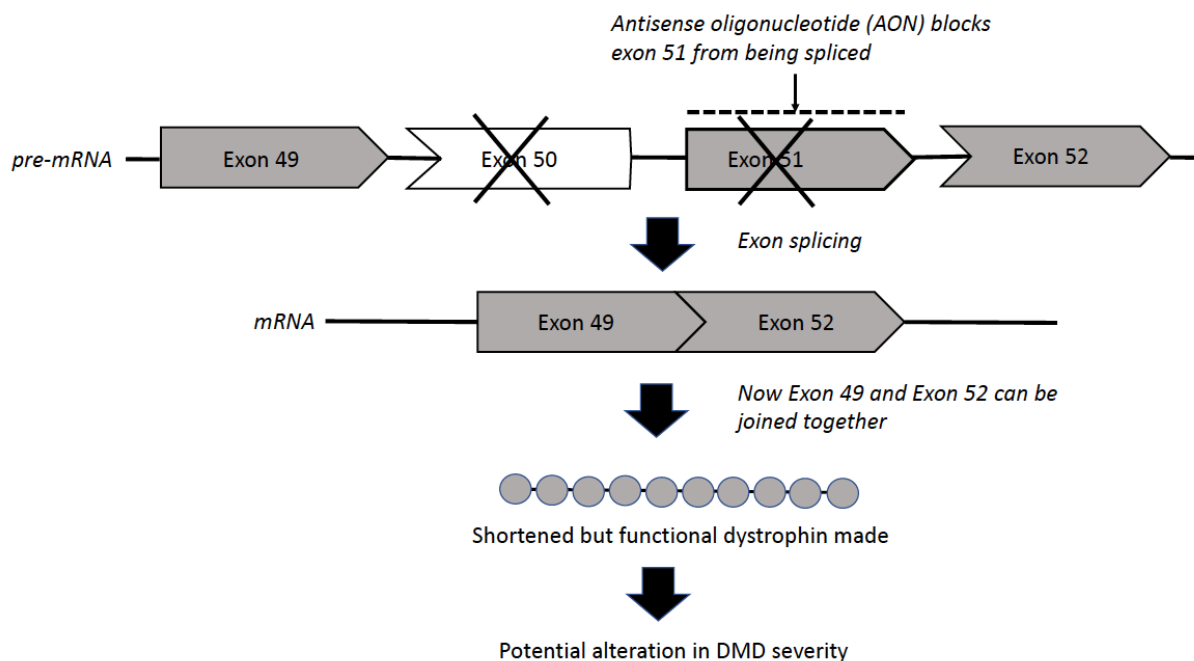 Antisense oligonucleotide (AON) blocks
exon 51 from being spliced
pre-mRNA
Exon 49
Exon 50
Exon 51
Exon 52
Exon splicing
mRNA
Exon 49
Exon 52
Now Exon 49 and Exon 52 can be
joined together
Shortened but functional dystrophin made
Potential alteration in DMD severity